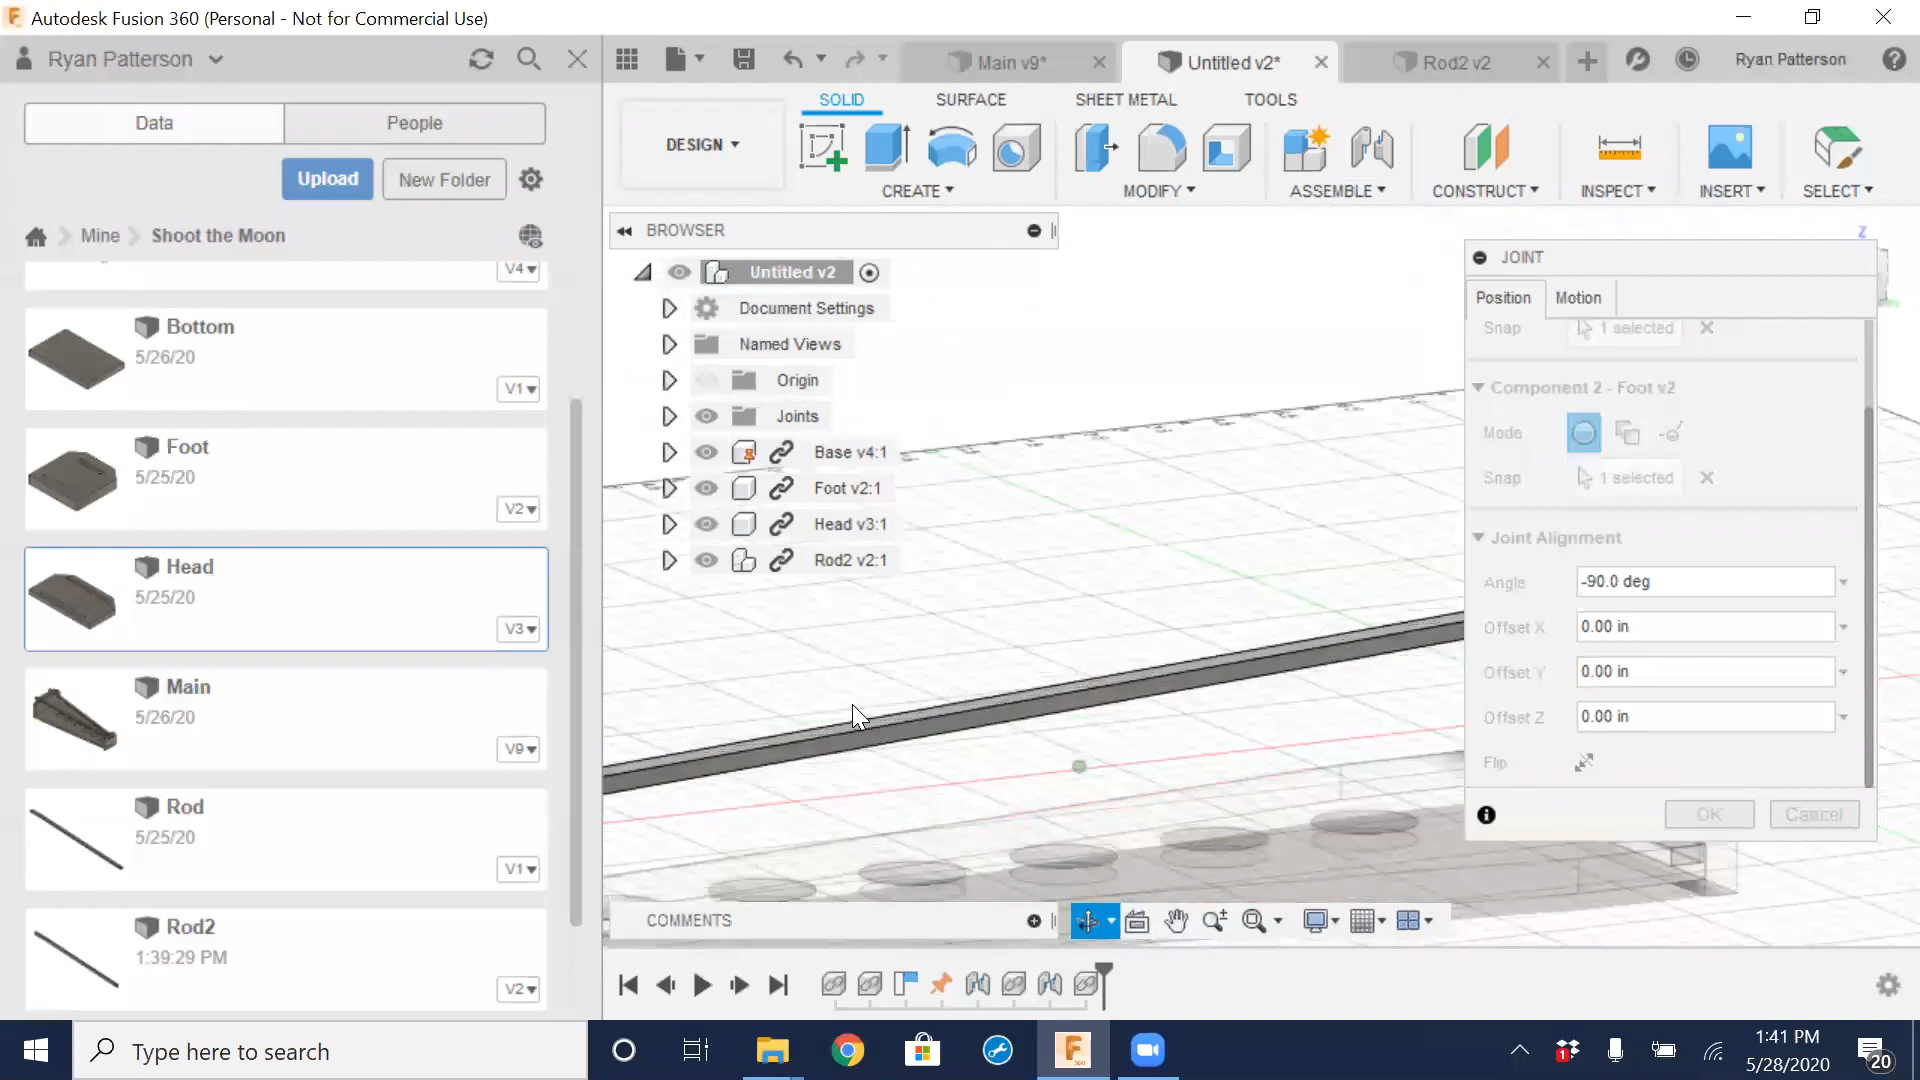 Autodesk Fusion 360 (Personal - Not for Commercial Use)
Ryan Patterson
Main v9*
Untitled v2*
Rod2 v2
Ryan Patterson
Data
People
SOLID
SURFACE
SHEET METAL
TOOLS
DESIGN
Upload
New Folder
CREATE
MODIFY
ASSEMBLE
CONSTRUCT
INSPECT
INSERT
SELECT
Mine
Shoot the Moon
V4
BROWSER
Z
JOINT
Untitled v2
Position
Motion
Document Settings
Snap
1 selected
Named Views
Bottom
5/26/20
V1
Origin
Component 2 - Foot v2
Joints
Mode
Base v4:1
Foot
5/25/20
V2
Snap
1 selected
Foot v2:1
Head v3:1
Joint Alignment
Rod2 v2:1
Head
5/25/20
V3
Angle
-90.0 deg
Offset X
0.00 in
Offset Y
0.00 in
Offset Z
0.00 in
Main
5/26/20
V9
Flip
Rod
5/25/20
V1
OK
Cancel
COMMENTS
Rod2
1:39:29 PM
V2
Type here to search
1:41 PM
5/28/2020
F
360
1
20